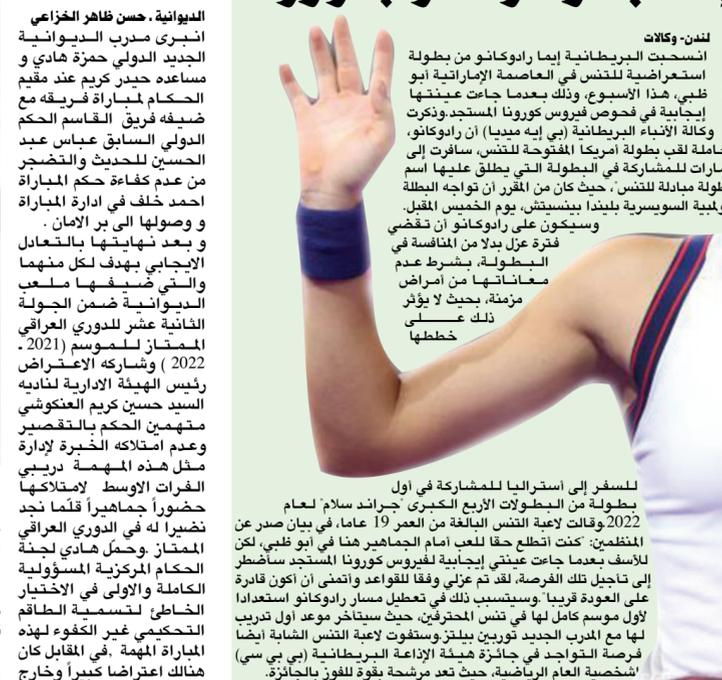 لندن- وكالات
انسحبت البريطانية إيما رادوكانو من بطولة
استعراضية للتنس في العاصمة الإماراتية أبو
ظبي، هذا الأسبوع، وذلك بعدما جاءت عينتها
إيجابية في فحوص فيروس كورونا المستجد.وذكرت
وكالة الأنباء البريطانية (بي إيه ميديا) أن رادوكانو،
لقب بطولة أمريكا المفتوحة للتنس، سافرت إلى
للمشاركة في البطولة التي يطلق عليها اسم
مبادلة للتنس"، حيث كان من المقرر أن تواجه البطلة
السويسرية بليندا بينسيتش، يوم الخميس المقبل.
وسيكون على رادوكانو أن تقضي
فترة عزل بدلا من المنافسة في
البطولة، بشرط عدم
معاناتها من أمراض
مزمنة، بحيث لا يؤثر
ذلك على
خططها
للسفر إلى أستراليا للمشاركة في أول
بطولة من البطولات الأربع الكبرى "جراند سلام" لعام
2022.وقالت لاعبة التنس البالغة من العمر 19 عاما، في بيان صدر عن
المنظمين: "كنت أتطلع حقا للعب أمام الجماهير هنا في أبو ظبي، لكن
للأسف بعدما جاءت عينتي إيجابية لفيروس كورونا المستجد سأضطر
إلى تأجيل تلك الفرصة، لقد تم عزلي وفقا للقواعد وأتمنى أن أكون قادرة
على العودة قريبا".وسيتسبب ذلك في تعطيل مسار رادوكانو استعدادا
لأول موسم كامل لها في تنس المحترفين، حيث سيتأخر موعد أول تدريب
لها مع المدرب الجديد توربين بيلتز.وستفوت لاعبة التنس الشابة أيضا
فرصة التواجد في جائزة هيئة الإذاعة البريطانية (بي بي سي)
لشخصية العام الرياضية، حيث تعد مرشحة بقوة للفوز بالجائزة.
الديوانية ، حسن ظاهر الخزاعي
انبرى مدرب الديوانية
الجديد الدولي حمزة هادي و
مساعده حيدر كريم عند مقيم
الحكام لمباراة فريقه مع
ضيفه فريق القاسم الحكم
الدولي السابق عباس عبد
الحسين للحديث والتضجر
من عدم كفاءة حكم المباراة
احمد خلف في ادارة المباراة
و وصولها الى بر الامان .
و بعد نهايتها بالتعادل
الايجابي بهدف لكل منهما
والتي ضيفها ملعب
الديوانية ضمن الجولة
الثانية عشر للدوري العراقي
الممتاز للموسم (2021 ـ
2022 ) وشاركه الاعتراض
رئيس الهيئة الادارية لناديه
السيد حسين كريم العنكوشي
متهمين الحكم بالتقصير
وعدم امتلاكه الخبرة لإدارة
مثل هذه المهمة دريبي
الفرات الاوسط لامتلاكها
حضوراً جماهيراً قلّما نجد
نضيرا له في الدوري العراقي
الممتاز .وحمّل هادي لجنة
الحكام المركزية المسؤولية
الكاملة والاولى في الاختيار
الخاطئ لتسمية الطاقم
التحكيمي غير الكفوء لهذه
المباراة المهمة ,في المقابل كان
هنالك اعتراضا كبيراً وخارج